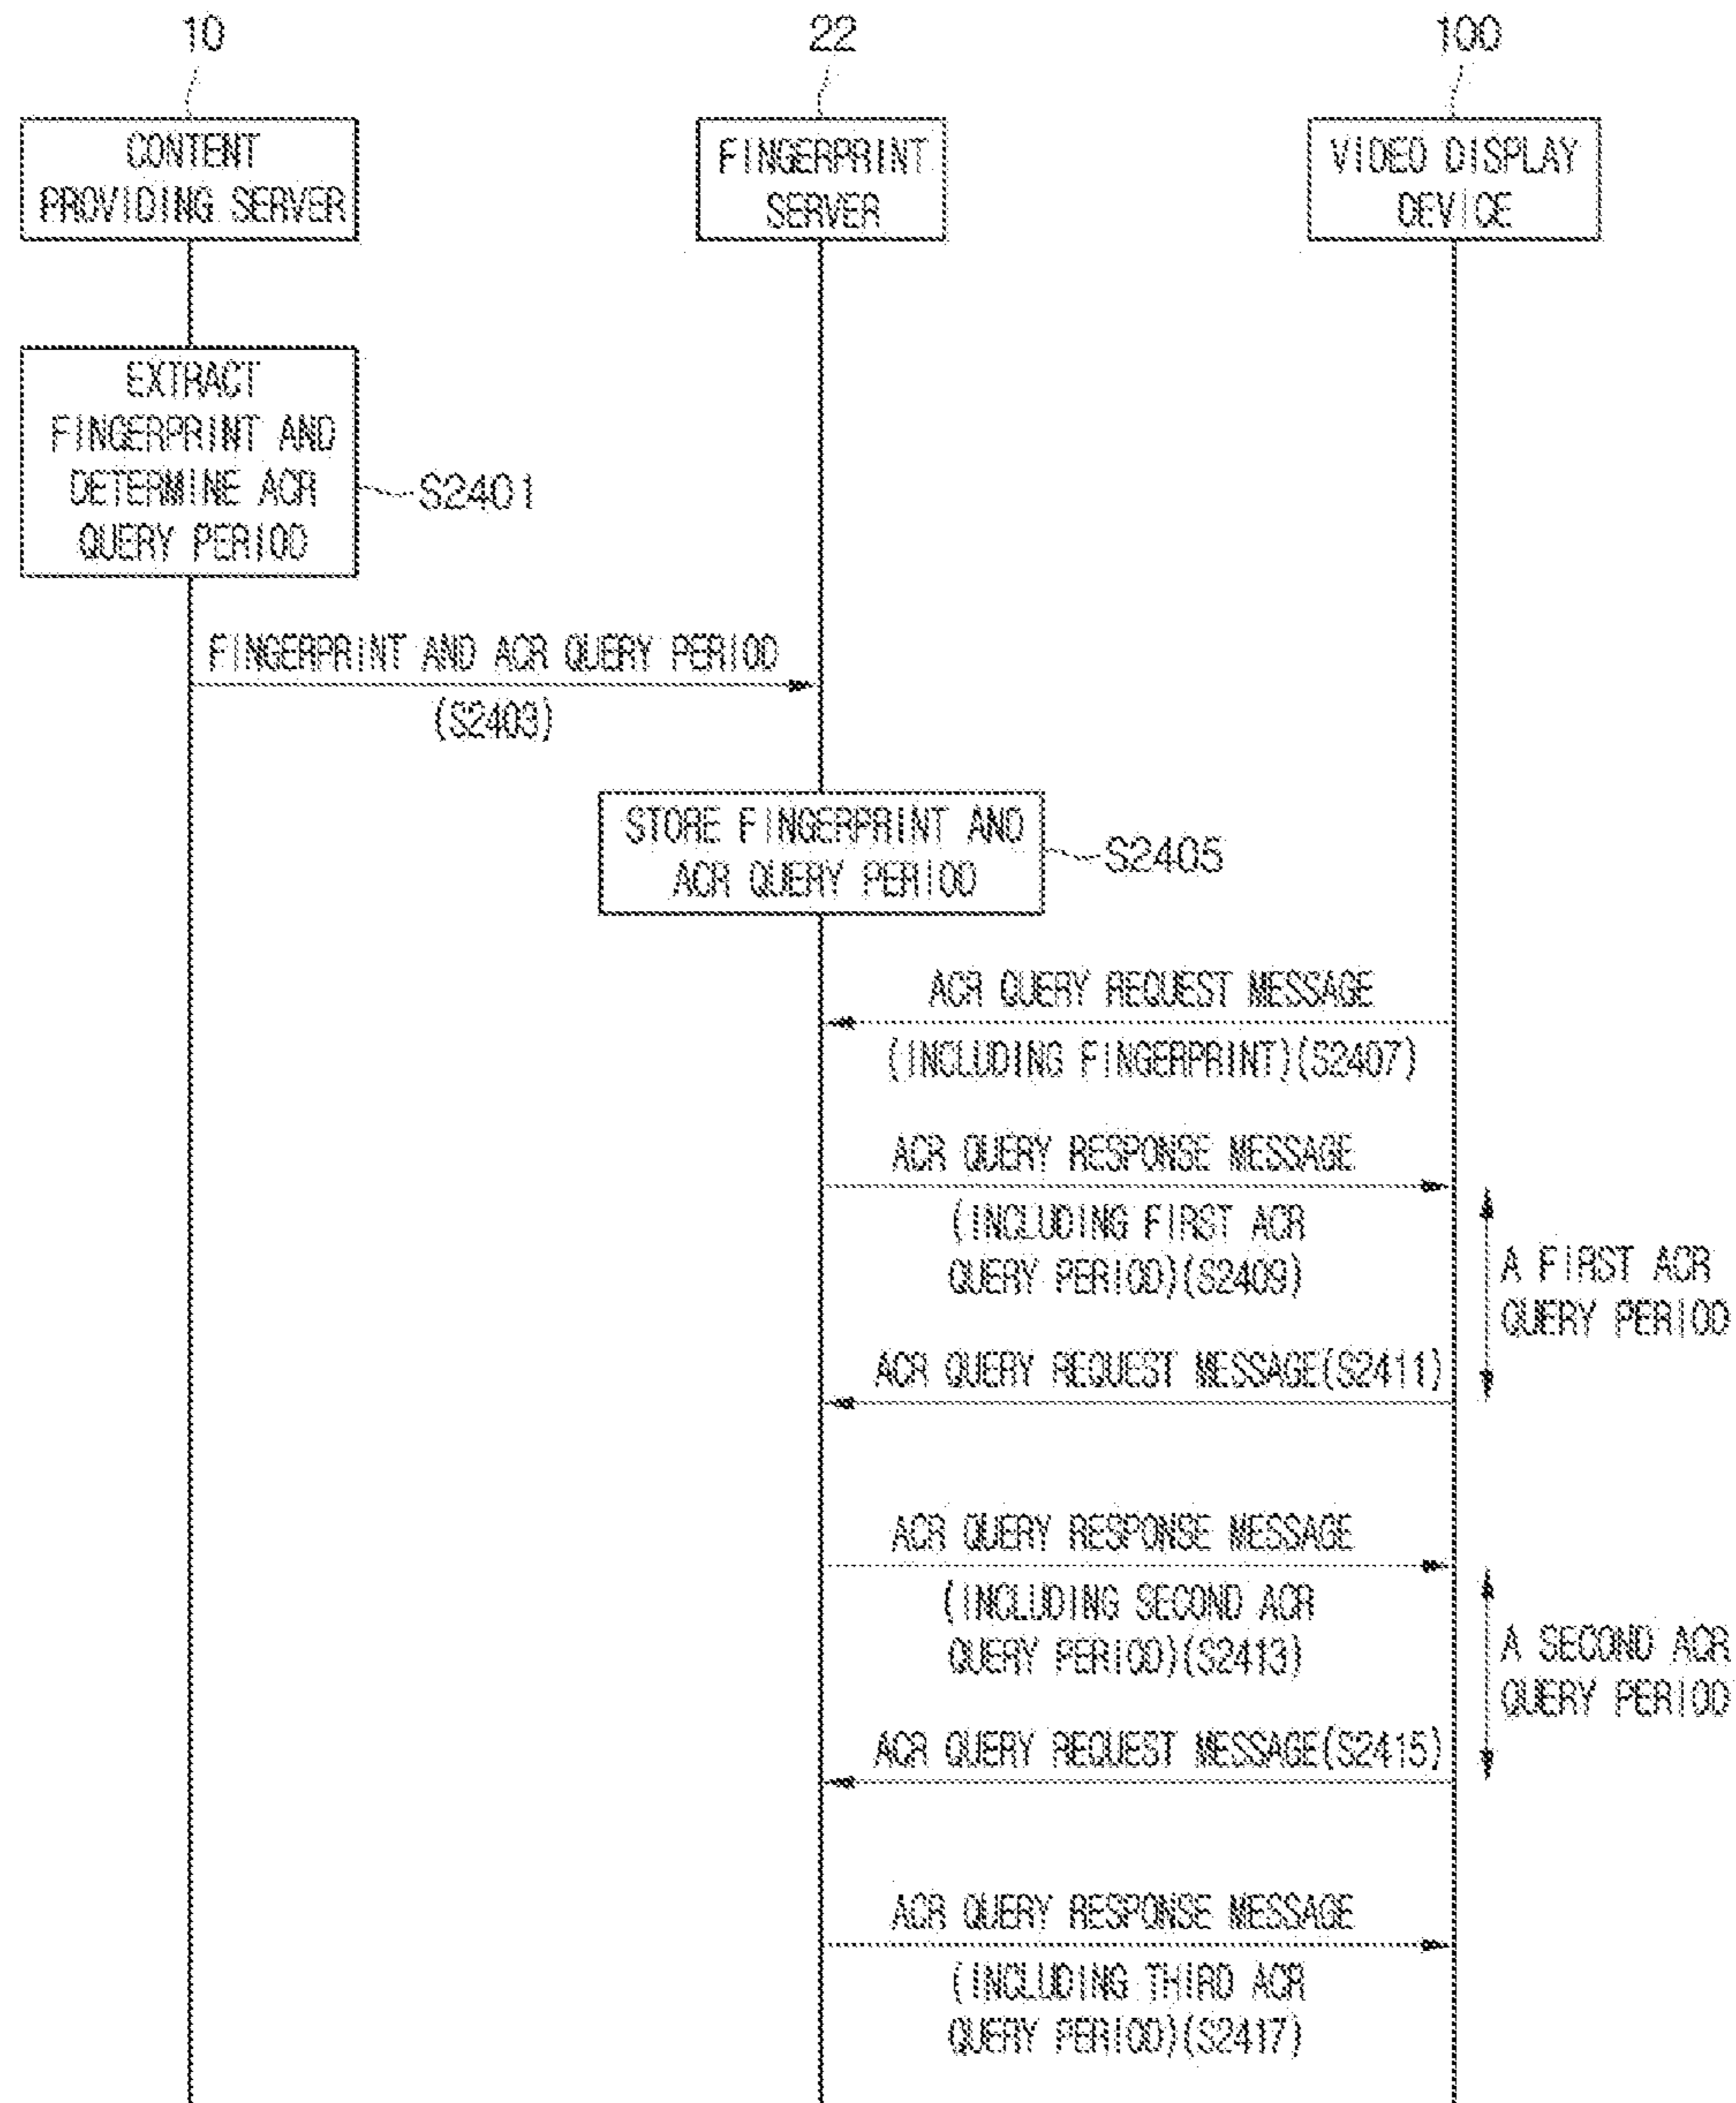 10
22
100
CONTENT
PROVIDING SERVER
FINGERPRINT
SERVER
VIDEO DISPLAY
DEVICE
EXTRACT
FINGERPRINT AND
DETERMINE ACR
QUERY PERIOD
S2401
FINGERPRINT AND ACR QUERY PERIOD
(S2403)
STORE FINGERPRINT AND
ACR QUERY PERIOD
S2405
ACR QUERY REQUEST MESSAGE
(INCLUDING FINGERPRINT)(S2407)
ACR QUERY RESPONSE MESSAGE
(INCLUDING FIRST ACR
QUERY PERIOD)(S2409)
A FIRST ACR
QUERY PERIOD
ACR QUERY REQUEST MESSAGE(S2411)
ACR QUERY RESPONSE MESSAGE
(INCLUDING SECOND ACR
QUERY PERIOD)(S2413)
A SECOND ACR
QUERY PERIOD
ACR QUERY REQUEST MESSAGE(S2415)
ACR QUERY RESPONSE MESSAGE
(INCLUDING THIRD ACR
QUERY PERIOD)(S2417)